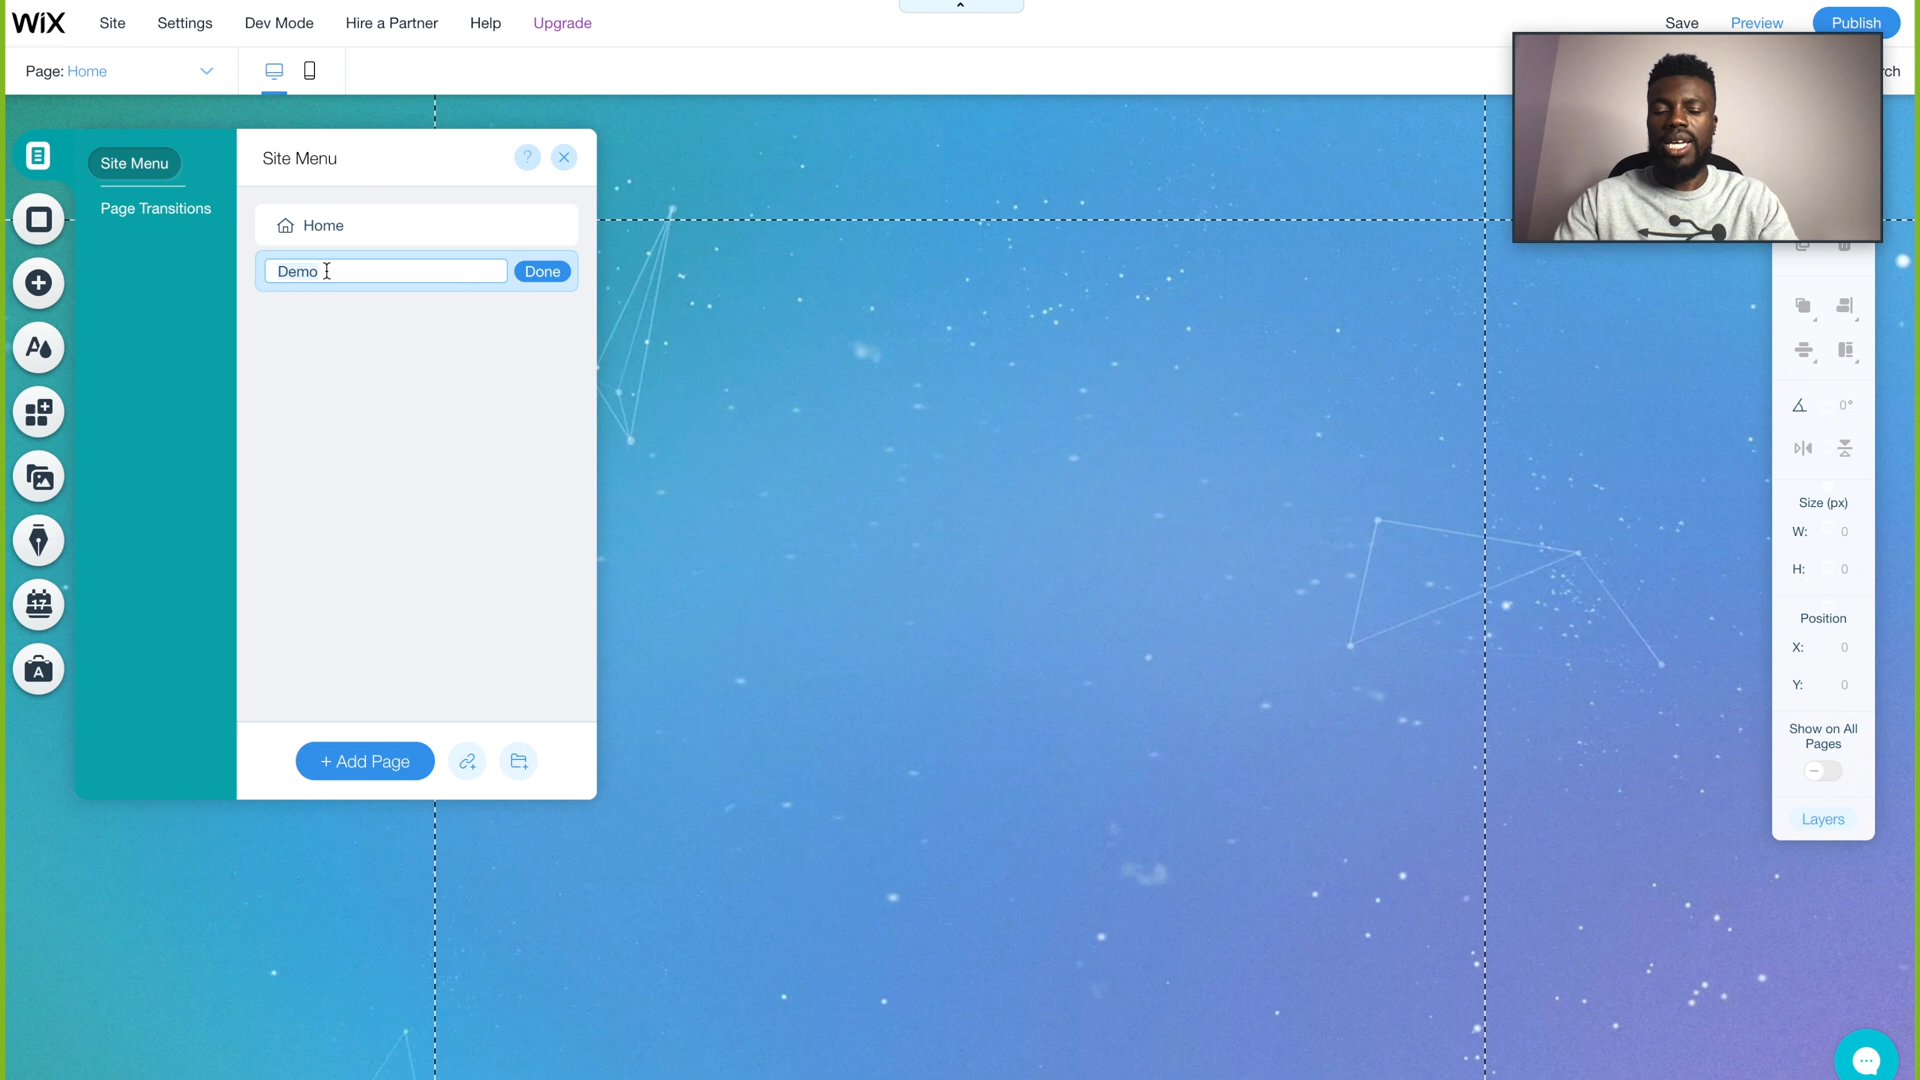 WiX Site Settings Dev Mode Hire a Partner Help Upgrade Save Preview Publish
Page: Home
Site Menu
Page Transitions
Site Menu
?
Home
Demo Done
+ Add Page
17
A
A
0°
Size (px)
W: 0
H: 0
Position
X: 0
Y: 0
Show on All
Pages
Layers